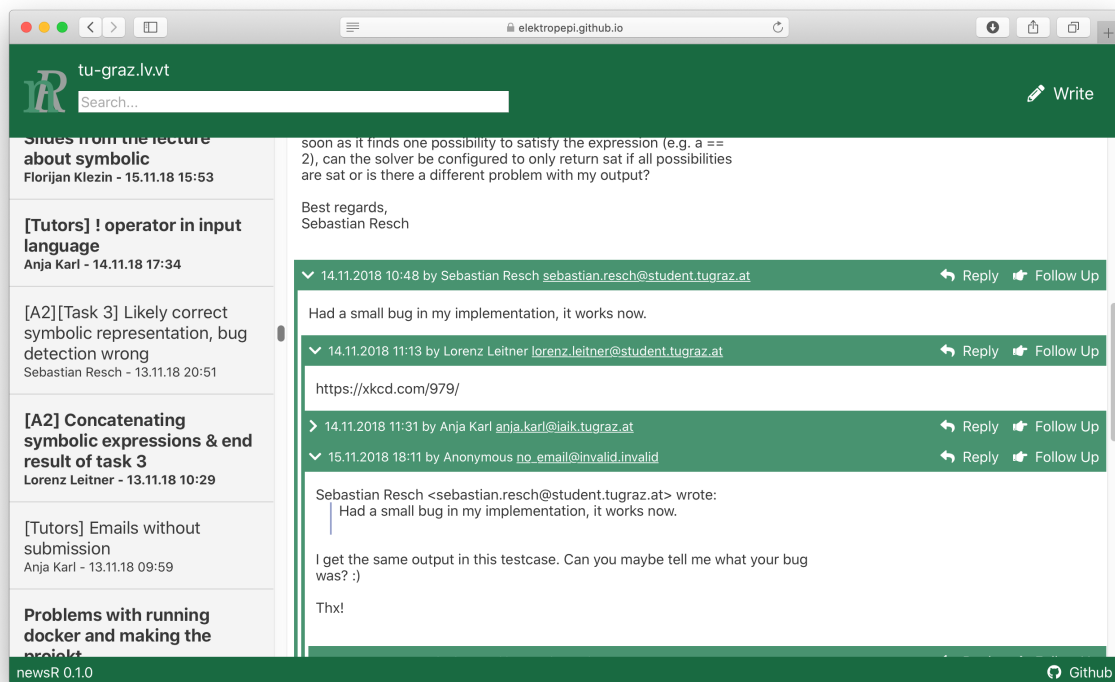 elektropepi.github.io
nR
tu-graz.lv.vt
Search...
Write
Slides from the lecture
about symbolic
Florijan Klezin - 15.11.18 15:53
[Tutors] ! operator in input
language
Anja Karl - 14.11.18 17:34
[A2][Task 3] Likely correct
symbolic representation, bug
detection wrong
Sebastian Resch - 13.11.18 20:51
[A2] Concatenating
symbolic expressions & end
result of task 3
Lorenz Leitner - 13.11.18 10:29
[Tutors] Emails without
submission
Anja Karl - 13.11.18 09:59
Problems with running
docker and making the
projekt
soon as it finds one possibility to satisfy the expression (e.g. a ==
2), can the solver be configured to only return sat if all possibilities
are sat or is there a different problem with my output?
Best regards,
Sebastian Resch
14.11.2018 10:48 by Sebastian Resch sebastian.resch@student.tugraz.at Reply Follow Up
Had a small bug in my implementation, it works now.
14.11.2018 11:13 by Lorenz Leitner lorenz.leitner@student.tugraz.at Reply Follow Up
https://xkcd.com/979/
14.11.2018 11:31 by Anja Karl anja.karl@iaik.tugraz.at Reply Follow Up
15.11.2018 18:11 by Anonymous no_email@invalid.invalid Reply Follow Up
Sebastian Resch <sebastian.resch@student.tugraz.at> wrote:
Had a small bug in my implementation, it works now.
I get the same output in this testcase. Can you maybe tell me what your bug
was? :)
Thx!
newsR 0.1.0
Github